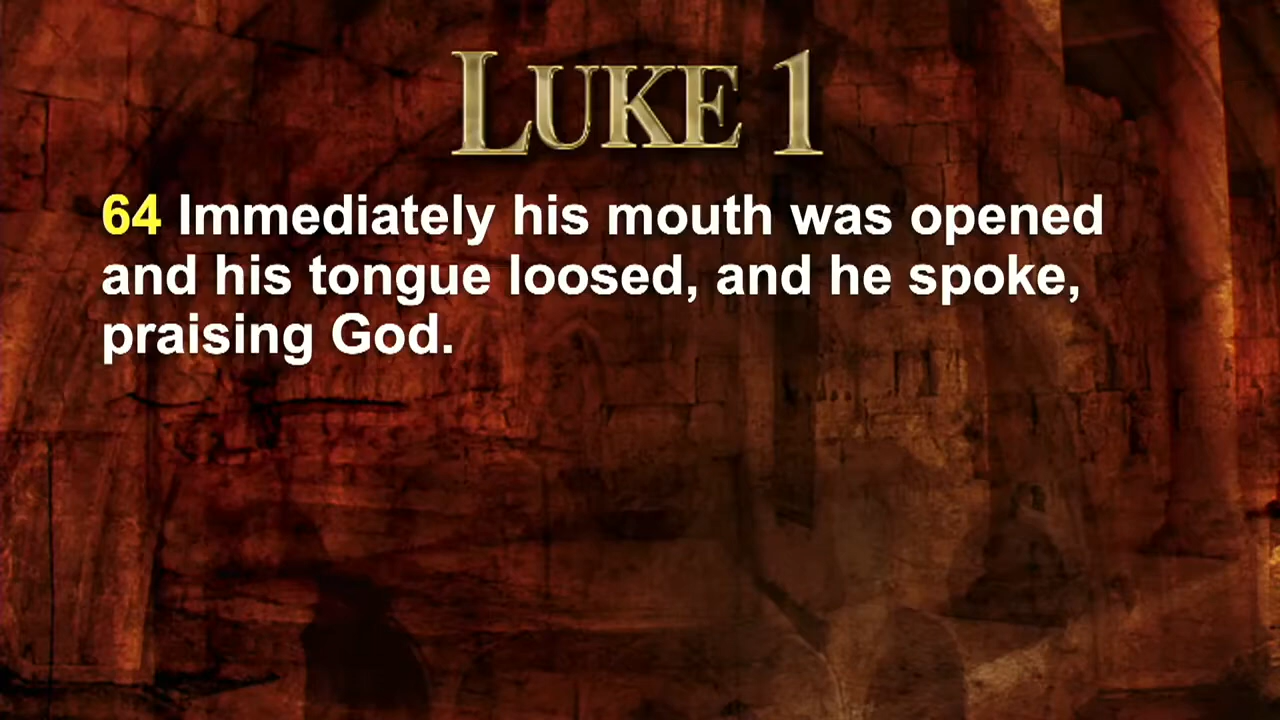 LUKE 1
64 Immediately his mouth was opened
and his tongue loosed, and he spoke,
praising God.